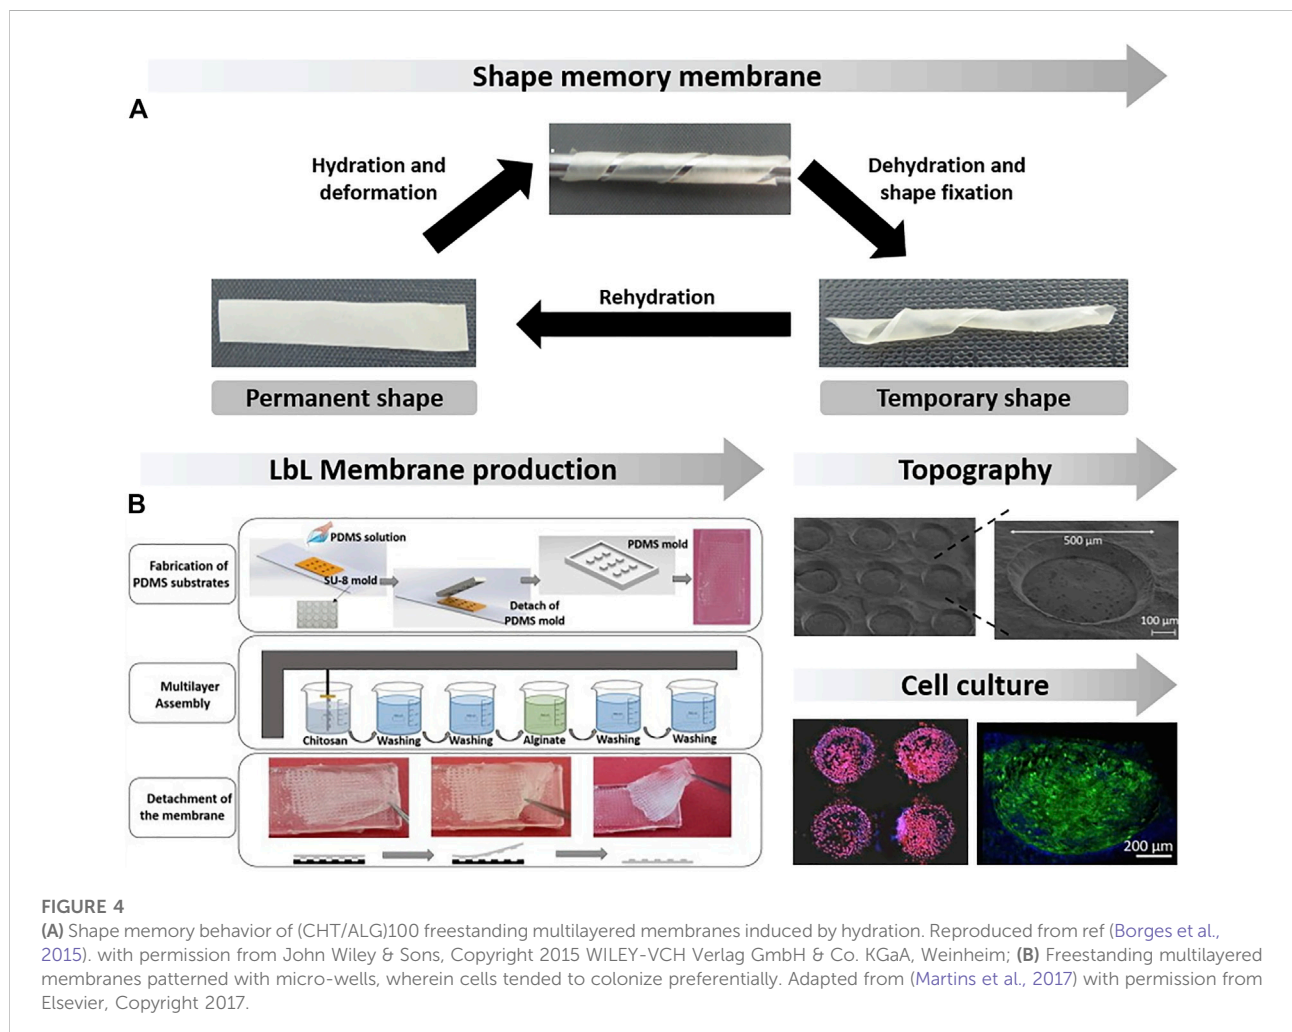 Shape memory membrane
A
Hydration and
deformation
Dehydration and
shape fixation
Rehydration
Permanent shape
Temporary shape
LbL Membrane production
Topography
B
Fabrication of
PDMS substrates
PDMS solution
SU-8 mold
Detach of
PDMS mold
PDMS mold
500 µm
100 µm
Multilayer
Assembly
Chitosan
Washing
Washing
Alginate
Washing
Washing
Cell culture
Detachment of
the membrane
200 µm
FIGURE 4
(A) Shape memory behavior of (CHT/ALG)100 freestanding multilayered membranes induced by hydration. Reproduced from ref (Borges et al.,
2015). with permission from John Wiley & Sons, Copyright 2015 WILEY-VCH Verlag GmbH & Co. KGaA, Weinheim; (B) Freestanding multilayered
membranes patterned with micro-wells, wherein cells tended to colonize preferentially. Adapted from (Martins et al., 2017) with permission from
Elsevier, Copyright 2017.